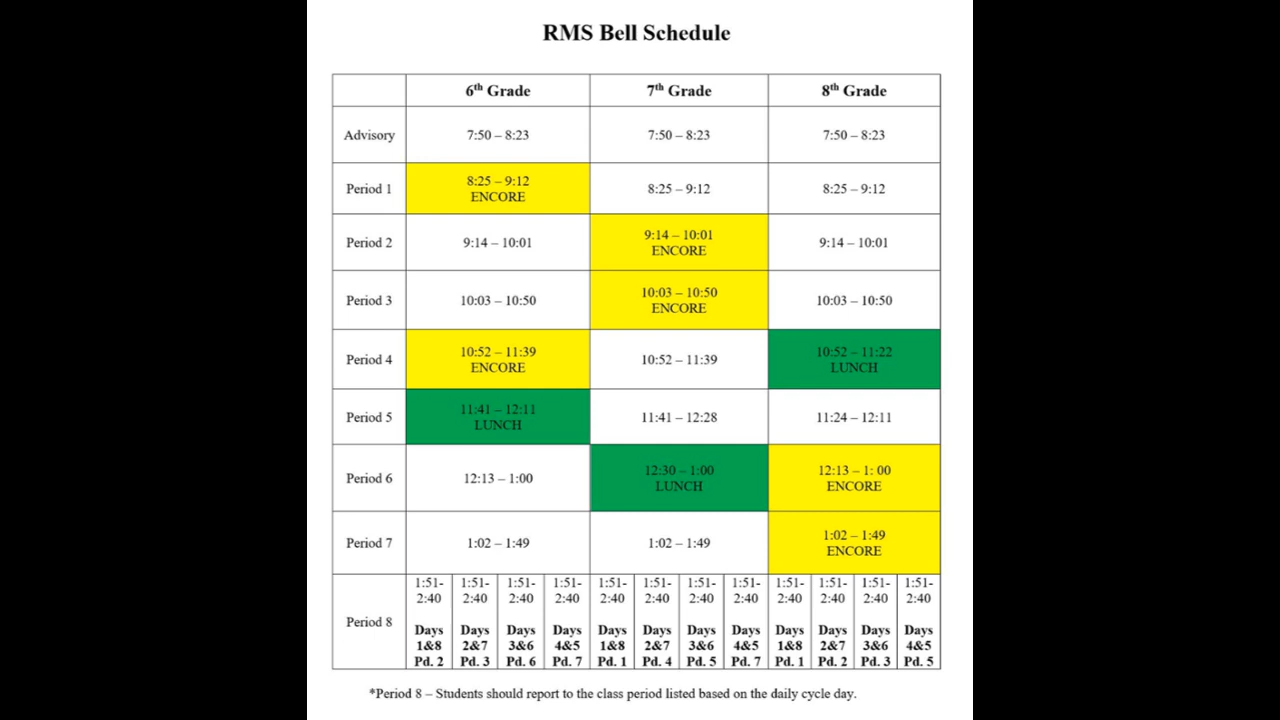 RMS Bell Schedule
6th Grade 7th Grade 8th Grade
Advisory 7:50 – 8:23 7:50 – 8:23 7:50 – 8:23
Period 1 8:25 – 9:12 8:25 – 9:12 8:25 – 9:12
ENCORE
Period 2 9:14 – 10:01 9:14 – 10:01 9:14 – 10:01
ENCORE
Period 3 10:03 – 10:50 10:03 – 10:50 10:03 – 10:50
ENCORE
Period 4 10:52 – 11:39 10:52 – 11:39 10:52 – 11:22
ENCORE LUNCH
Period 5 11:41 – 12:11 11:41 – 12:28 11:24 – 12:11
LUNCH
Period 6 12:13 – 1:00 12:30 – 1:00 12:13 – 1: 00
LUNCH ENCORE
Period 7 1:02 – 1:49 1:02 – 1:49 1:02 – 1:49
ENCORE
1:51- 1:51- 1:51- 1:51- 1:51- 1:51- 1:51- 1:51- 1:51- 1:51- 1:51- 1:51-
2:40 2:40 2:40 2:40 2:40 2:40 2:40 2:40 2:40 2:40 2:40 2:40
Period 8
Days Days Days Days Days Days Days Days Days Days Days Days
1&8 2&7 3&6 4&5 1&8 2&7 3&6 4&5 1&8 2&7 3&6 4&5
Pd. 2 Pd. 3 Pd. 6 Pd. 7 Pd. 1 Pd. 4 Pd. 5 Pd. 7 Pd. 1 Pd. 2 Pd. 3 Pd. 5
*Period 8 – Students should report to the class period listed based on the daily cycle day.